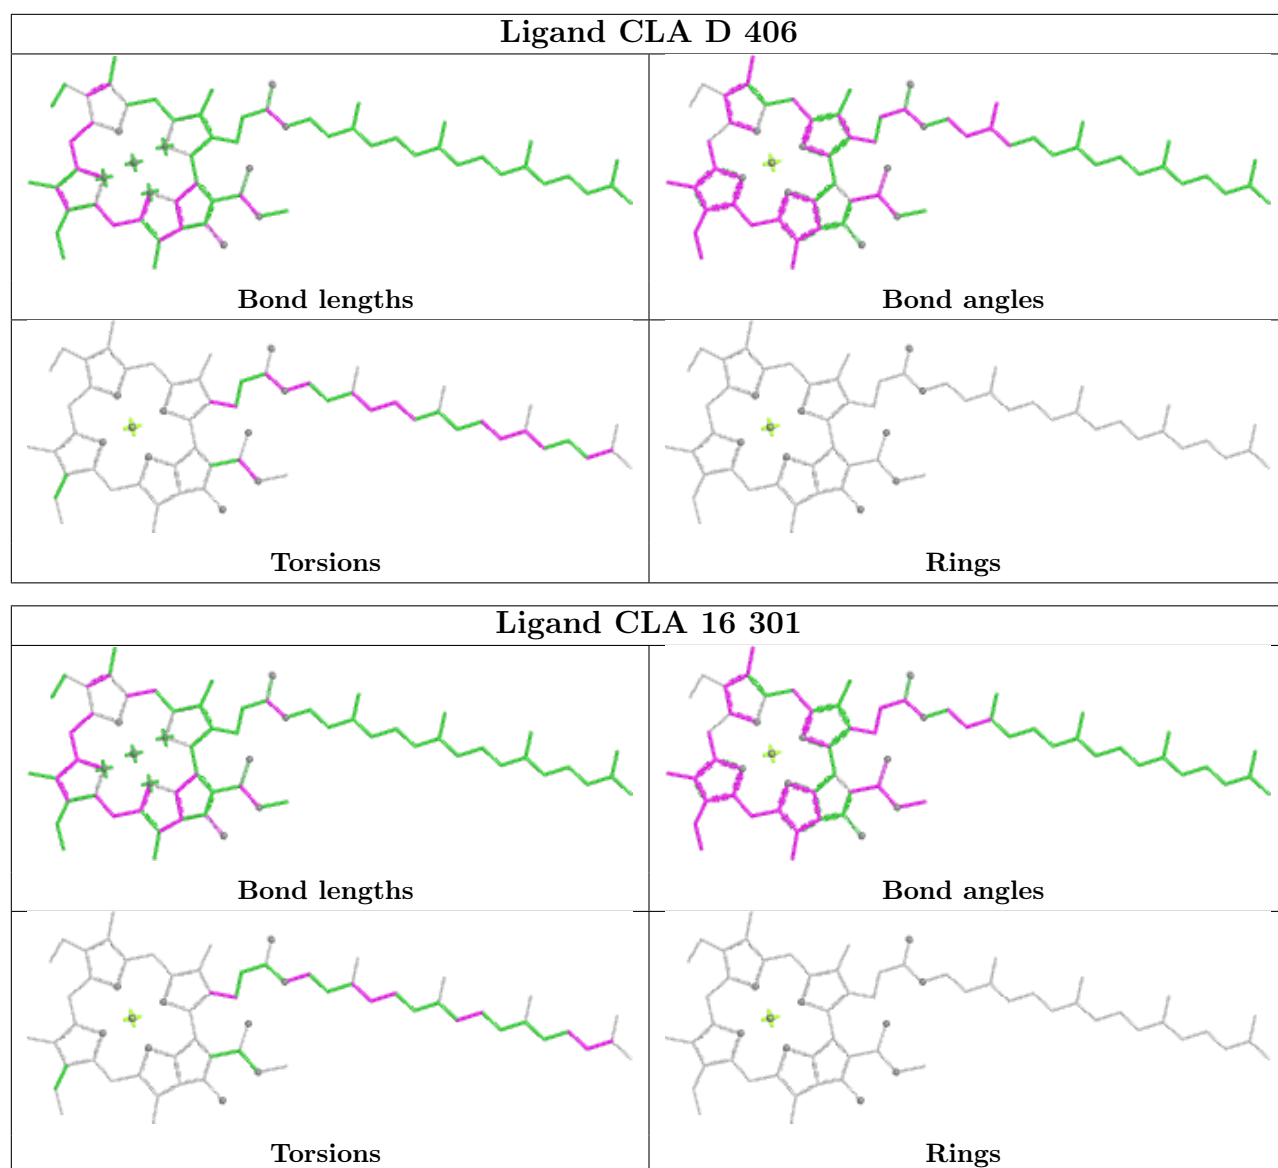 Ligand CLA D 406
Bond lengths
Bond angles
Torsions
Rings
Ligand CLA 16 301
Bond lengths
Bond angles
Torsions
Rings